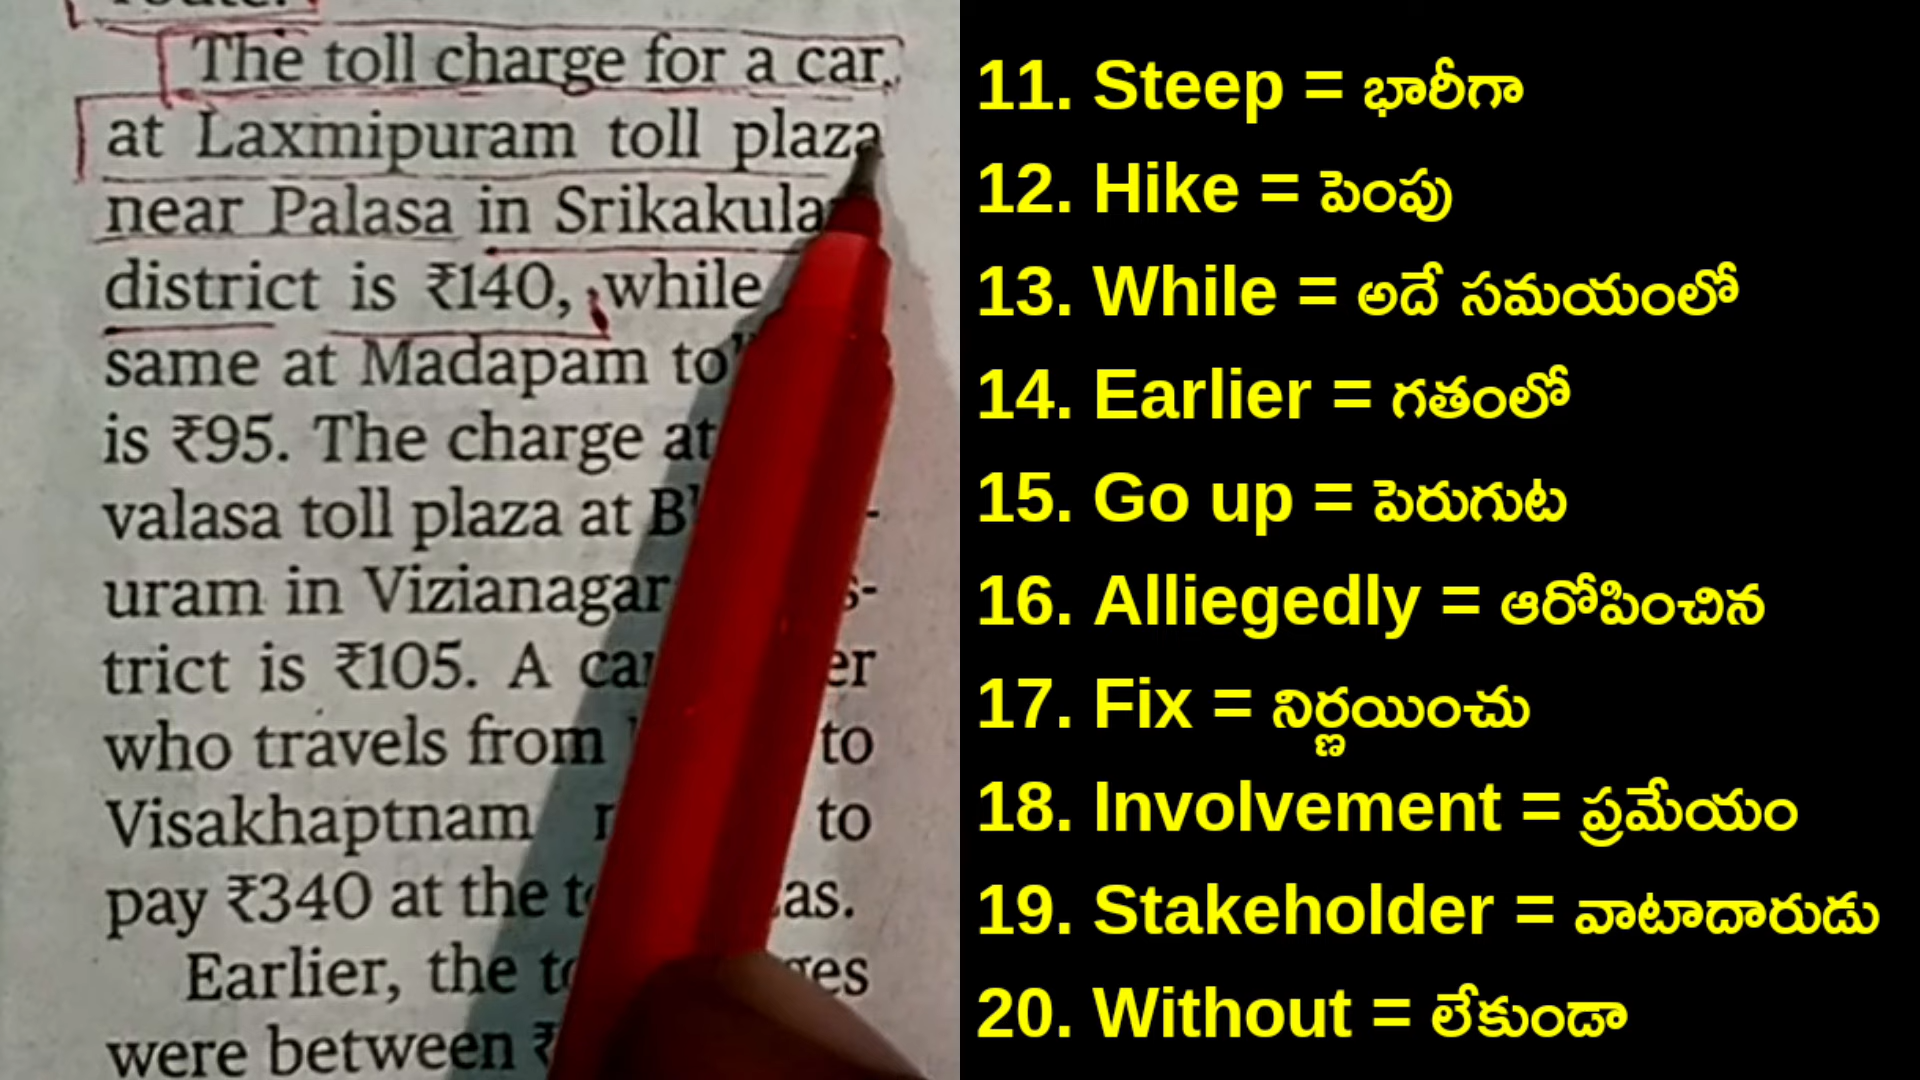 The toll charge for a car
at Laxmipuram toll plaza
near Palasa in Srikakula
district is ₹140, while
same at Madapam to
is ₹95. The charge at
valasa toll plaza at B
uram in Vizianagar s-
trict is ₹105. A ca er
who travels from to
Visakhaptnam to
pay ₹340 at the t as.
Earlier, the to ges
were between ₹
11. Steep = భారీగా
12. Hike = పెంపు
13. While = అదే సమయంలో
14. Earlier = గతంలో
15. Go up = పెరుగుట
16. Alliegedly = ఆరోపించిన
17. Fix = నిర్ణయించు
18. Involvement = ప్రమేయం
19. Stakeholder = వాటాదారుడు
20. Without = లేకుండా